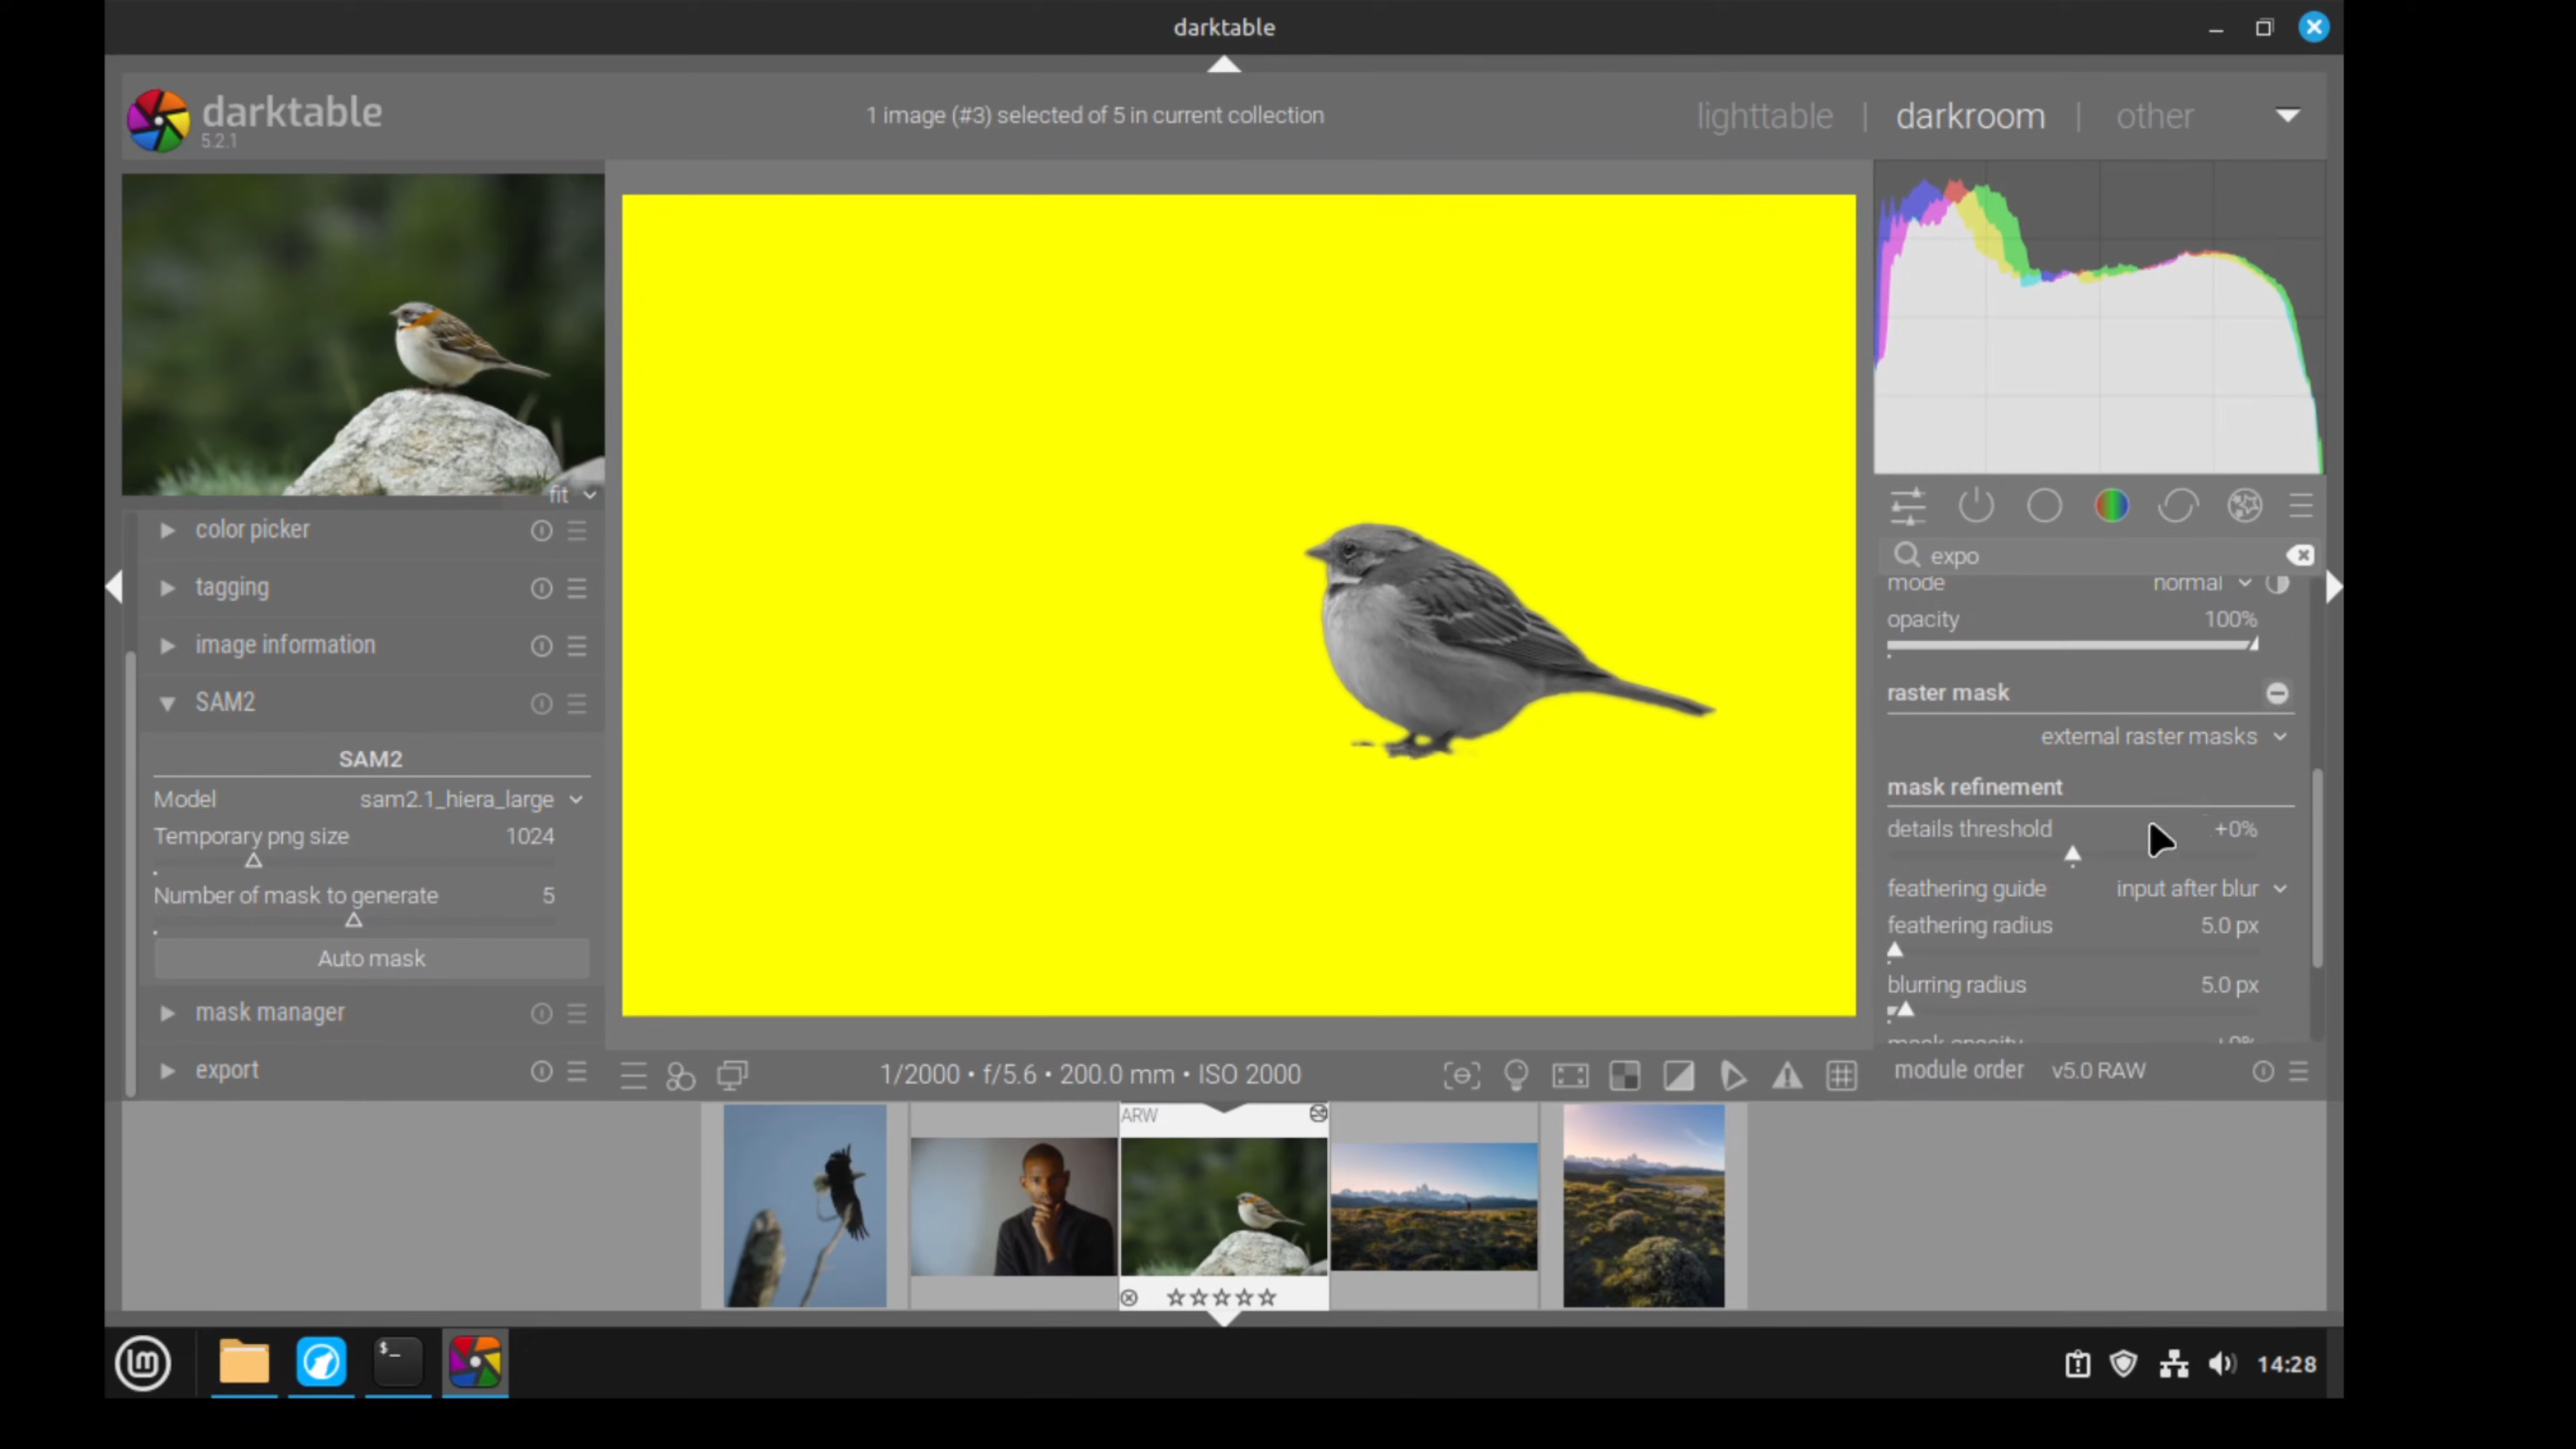 darktable
darktable
5.2.1
1 image (#3) selected of 5 in current collection
lighttable | darkroom | other
fit
color picker
tagging
image information
SAM2
SAM2
Model sam2.1_hiera_large
Temporary png size 1024
Number of mask to generate 5
Auto mask
mask manager
export
1/2000 • f/5.6 • 200.0 mm • ISO 2000
expo
mode normal
opacity 100%
raster mask
external raster masks
mask refinement
details threshold +0%
feathering guide input after blur
feathering radius 5.0 px
blurring radius 5.0 px
mask opacity +0%
module order v5.0 RAW
ARW
$_
14:28